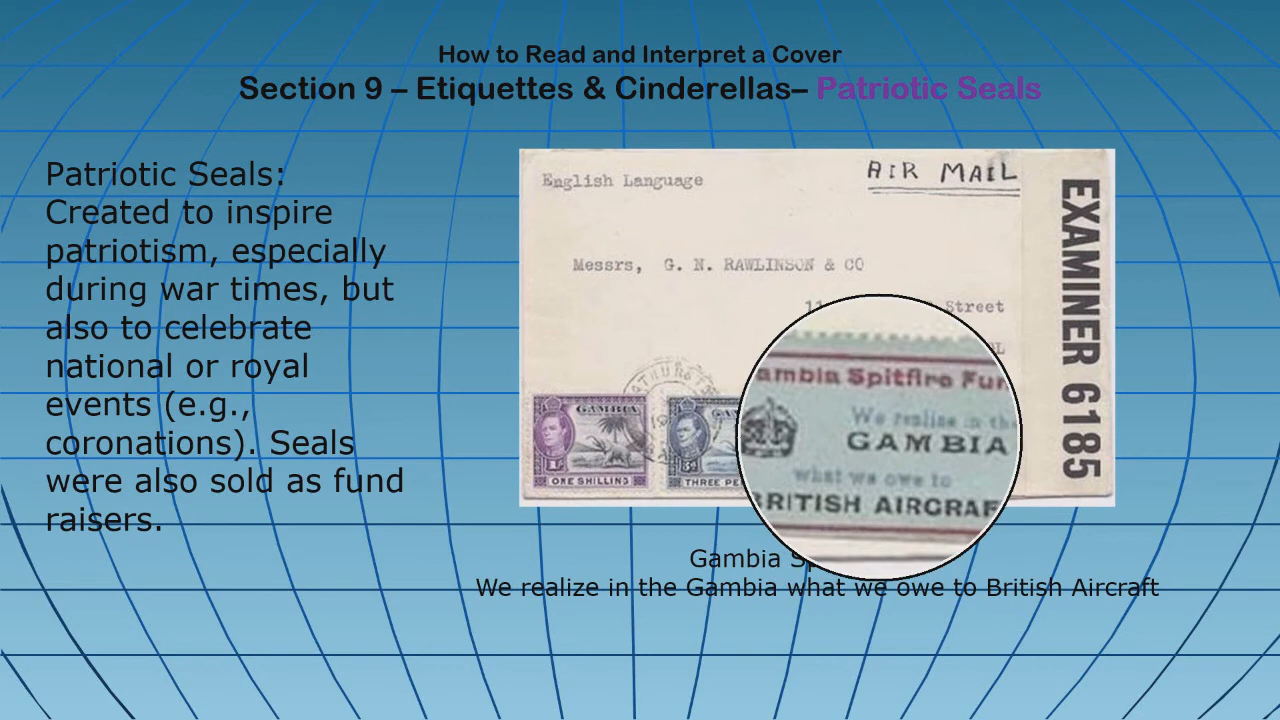 How to Read and Interpret a Cover
Section 9 – Etiquettes & Cinderellas– Patriotic Seals
Patriotic Seals:
Created to inspire
patriotism, especially
during war times, but
also to celebrate
national or royal
events (e.g.,
coronations). Seals
were also sold as fund
raisers.
English Language
AIR MAIL
Messrs, G. N. RAWLINSON & CO
11
Street
EXAMINER 6185
GAMBIA
1/-
ONE SHILLING
3d
THREE PE
ambia Spitfire Fun
We realise in the
GAMBIA
what we owe to
BRITISH AIRCRAF
Gambia Sp
We realize in the Gambia what we owe to British Aircraft